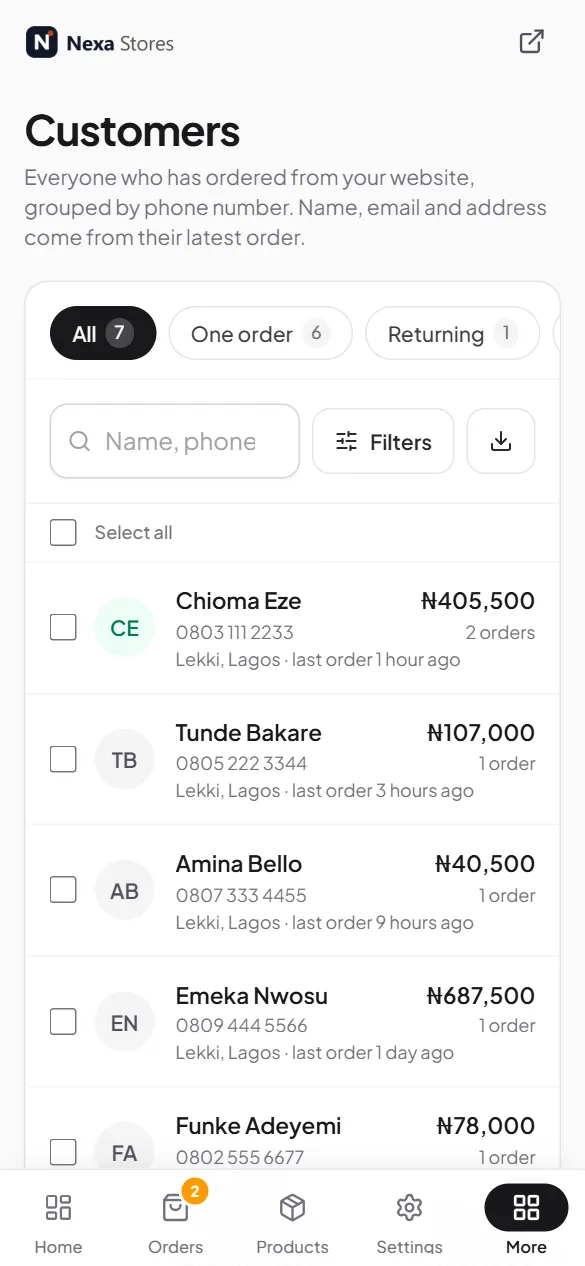 N Nexa Stores
Customers
Everyone who has ordered from your website,
grouped by phone number. Name, email and address
come from their latest order.
All 7 One order 6 Returning 1
Name, phone Filters
Select all
CE Chioma Eze ₦405,500
0803 111 2233 2 orders
Lekki, Lagos · last order 1 hour ago
TB Tunde Bakare ₦107,000
0805 222 3344 1 order
Lekki, Lagos · last order 3 hours ago
AB Amina Bello ₦40,500
0807 333 4455 1 order
Lekki, Lagos · last order 9 hours ago
EN Emeka Nwosu ₦687,500
0809 444 5566 1 order
Lekki, Lagos · last order 1 day ago
FA Funke Adeyemi ₦78,000
0802 555 6677 1 order
2
Home Orders Products Settings More